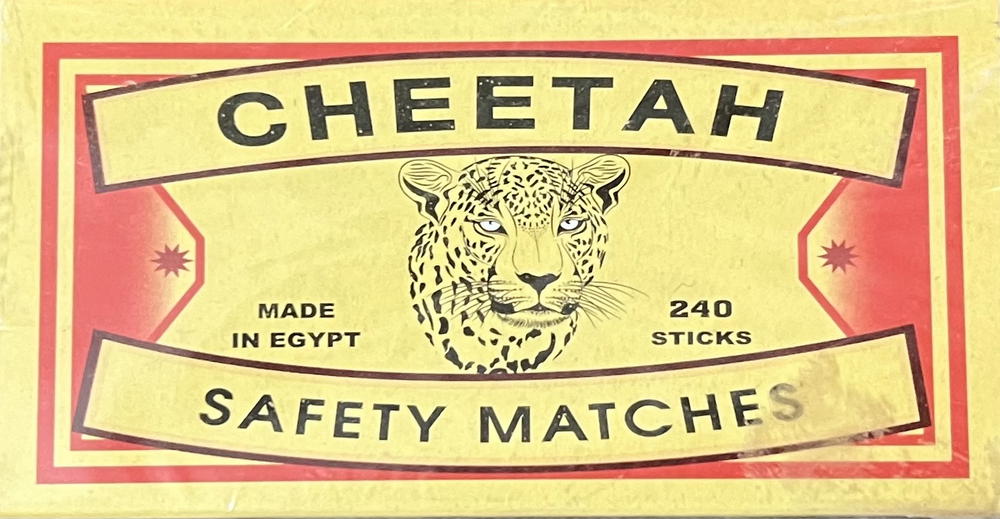 CHEETAH
MADE
IN EGYPT
240
STICKS
SAFETY MATCHES